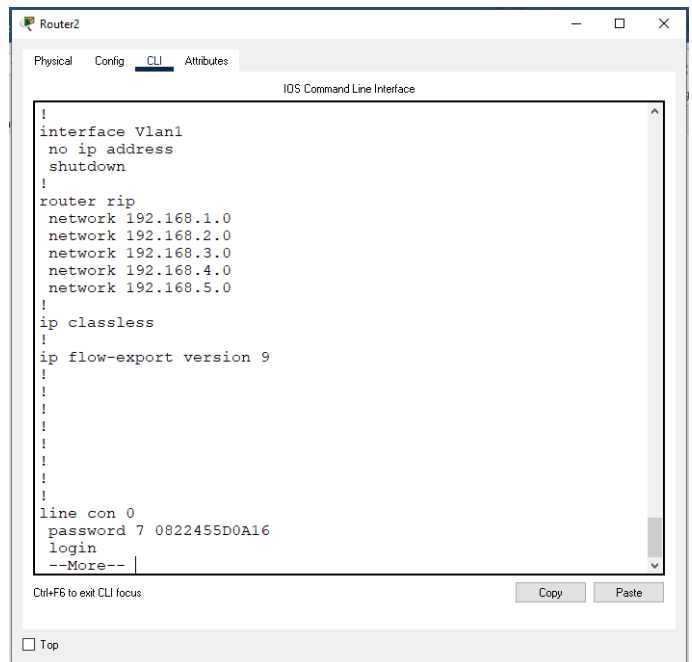 Router2
Physical Config CLI Attributes
IOS Command Line Interface
!
interface Vlan1
no ip address
shutdown
!
router rip
network 192.168.1.0
network 192.168.2.0
network 192.168.3.0
network 192.168.4.0
network 192.168.5.0
!
ip classless
!
ip flow-export version 9
!
!
!
!
!
!
!
!
line con 0
password 7 0822455D0A16
login
--More--
Ctrl+F6 to exit CLI focus
Copy Paste
Top